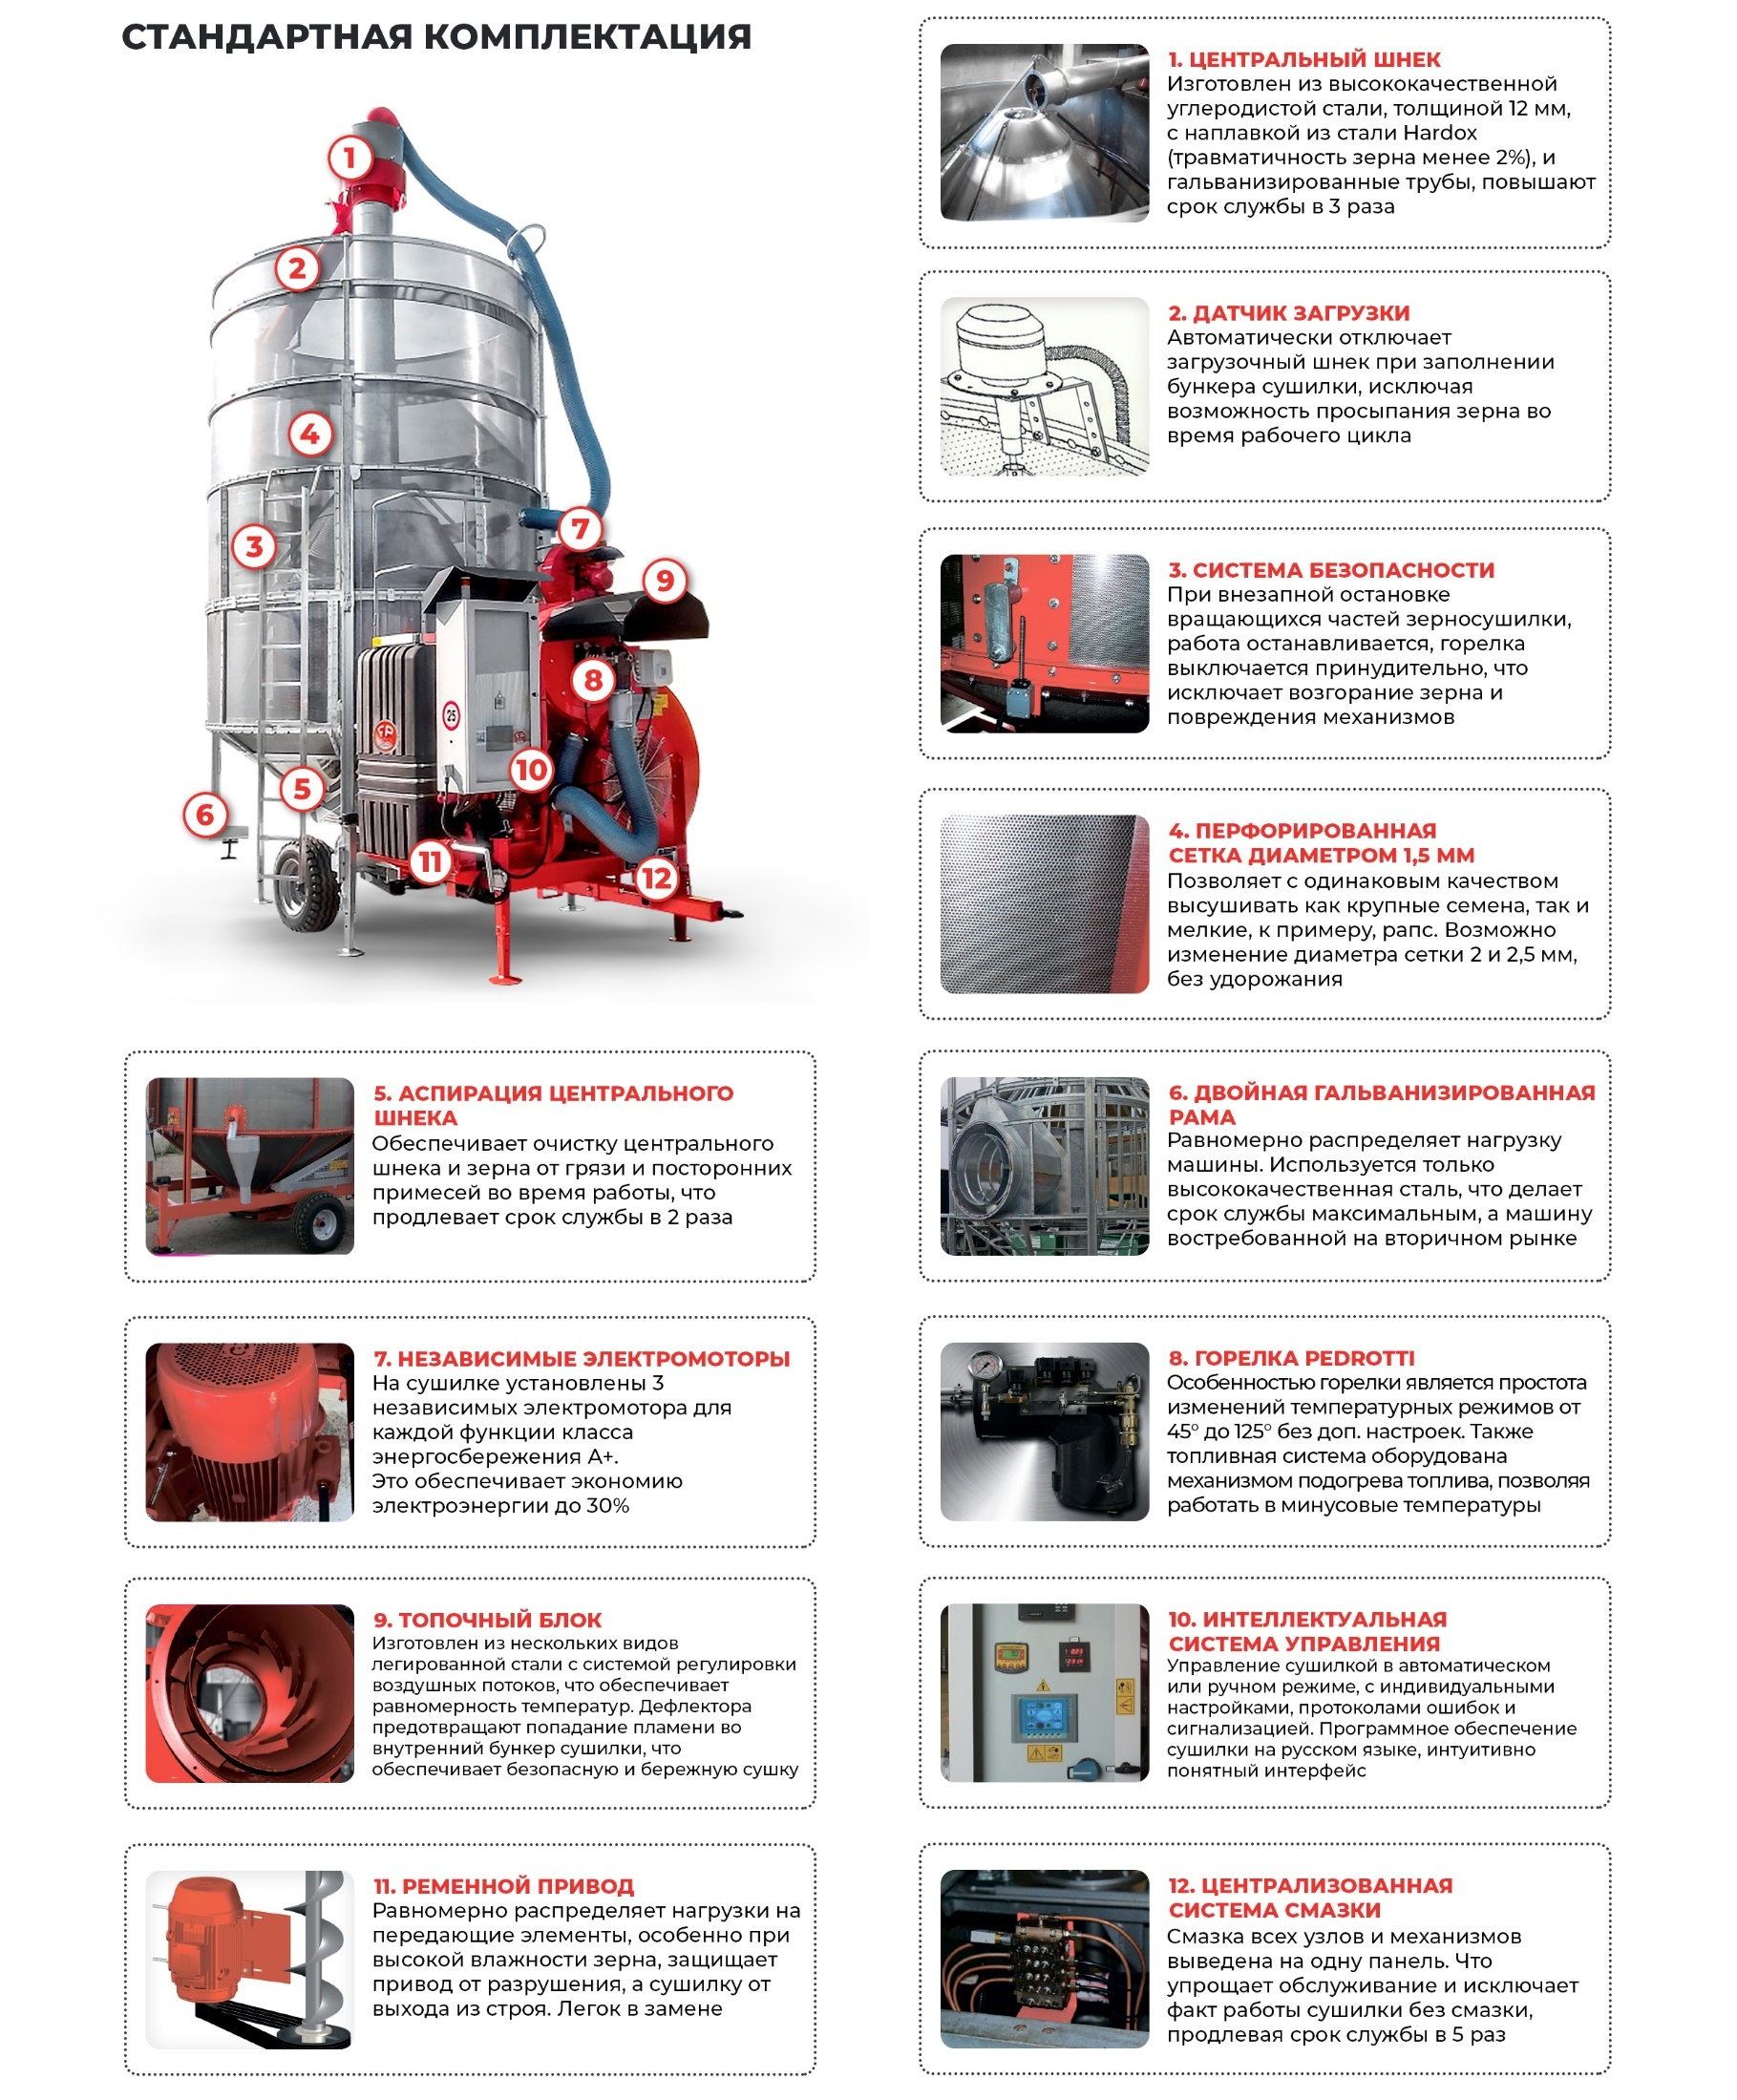 СТАНДАРТНАЯ КОМПЛЕКТАЦИЯ
1
2
4
3
7
9
8
25
10
5
6
11
12
1. ЦЕНТРАЛЬНЫЙ ШНЕК
Изготовлен из высококачественной
углеродистой стали, толщиной 12 мм,
с наплавкой из стали Hardox
(травматичность зерна менее 2%), и
гальванизированные трубы, повышают
срок службы в 3 раза
2. ДАТЧИК ЗАГРУЗКИ
Автоматически отключает
загрузочный шнек при заполнении
бункера сушилки, исключая
возможность просыпания зерна во
время рабочего цикла
3. СИСТЕМА БЕЗОПАСНОСТИ
При внезапной остановке
вращающихся частей зерносушилки,
работа останавливается, горелка
выключается принудительно, что
исключает возгорание зерна и
повреждения механизмов
4. ПЕРФОРИРОВАННАЯ
СЕТКА ДИАМЕТРОМ 1,5 ММ
Позволяет с одинаковым качеством
высушивать как крупные семена, так и
мелкие, к примеру, рапс. Возможно
изменение диаметра сетки 2 и 2,5 мм,
без удорожания
5. АСПИРАЦИЯ ЦЕНТРАЛЬНОГО
ШНЕКА
Обеспечивает очистку центрального
шнека и зерна от грязи и посторонних
примесей во время работы, что
продлевает срок службы в 2 раза
6. ДВОЙНАЯ ГАЛЬВАНИЗИРОВАННАЯ
РАМА
Равномерно распределяет нагрузку
машины. Используется только
высококачественная сталь, что делает
срок службы максимальным, а машину
востребованной на вторичном рынке
7. НЕЗАВИСИМЫЕ ЭЛЕКТРОМОТОРЫ
На сушилке установлены 3
независимых электромотора для
каждой функции класса
энергосбережения А+.
Это обеспечивает экономию
электроэнергии до 30%
8. ГОРЕЛКА PEDROTTI
Особенностью горелки является простота
изменений температурных режимов от
45° до 125° без доп. настроек. Также
топливная система оборудована
механизмом подогрева топлива, позволяя
работать в минусовые температуры
9. ТОПОЧНЫЙ БЛОК
Изготовлен из нескольких видов
легированной стали с системой регулировки
воздушных потоков, что обеспечивает
равномерность температур. Дефлектора
предотвращают попадание пламени во
внутренний бункер сушилки, что
обеспечивает безопасную и бережную сушку
10. ИНТЕЛЛЕКТУАЛЬНАЯ
СИСТЕМА УПРАВЛЕНИЯ
Управление сушилкой в автоматическом
или ручном режиме, с индивидуальными
настройками, протоколами ошибок и
сигнализацией. Программное обеспечение
сушилки на русском языке, интуитивно
понятный интерфейс
11. РЕМЕННОЙ ПРИВОД
Равномерно распределяет нагрузки на
передающие элементы, особенно при
высокой влажности зерна, защищает
привод от разрушения, а сушилку от
выхода из строя. Легок в замене
12. ЦЕНТРАЛИЗОВАННАЯ
СИСТЕМА СМАЗКИ
Смазка всех узлов и механизмов
выведена на одну панель. Что
упрощает обслуживание и исключает
факт работы сушилки без смазки,
продлевая срок службы в 5 раз